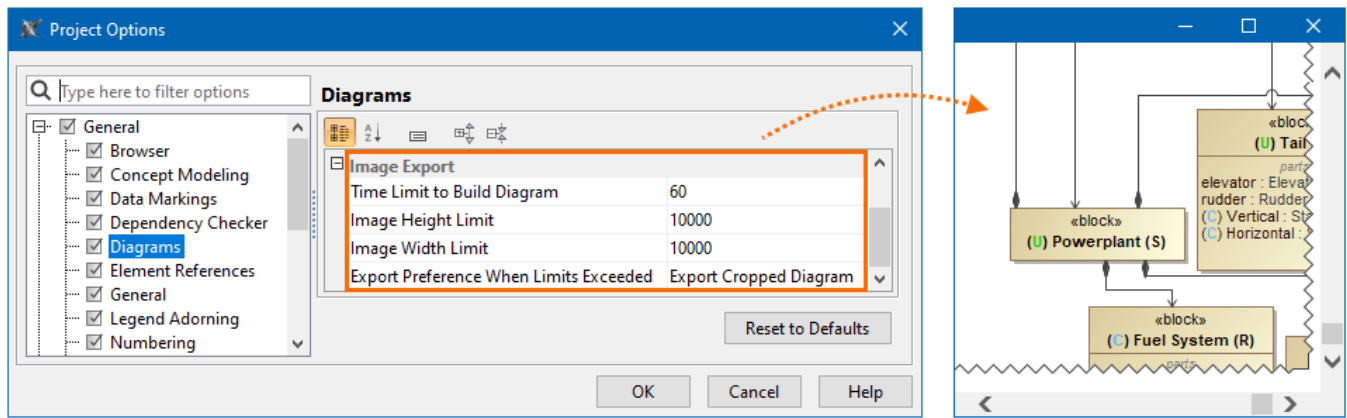 Project Options
Type here to filter options
General
Browser
Concept Modeling
Data Markings
Dependency Checker
Diagrams
Element References
General
Legend Adorning
Numbering
Diagrams
Image Export
Time Limit to Build Diagram 60
Image Height Limit 10000
Image Width Limit 10000
Export Preference When Limits Exceeded Export Cropped Diagram
Reset to Defaults
OK Cancel Help
«bloc
(U) Tail
parts
elevator : Elevat
rudder : Rudder
(C) Vertical : St
(C) Horizontal :
«block»
(U) Powerplant (S)
«block»
(C) Fuel System (R)
parts